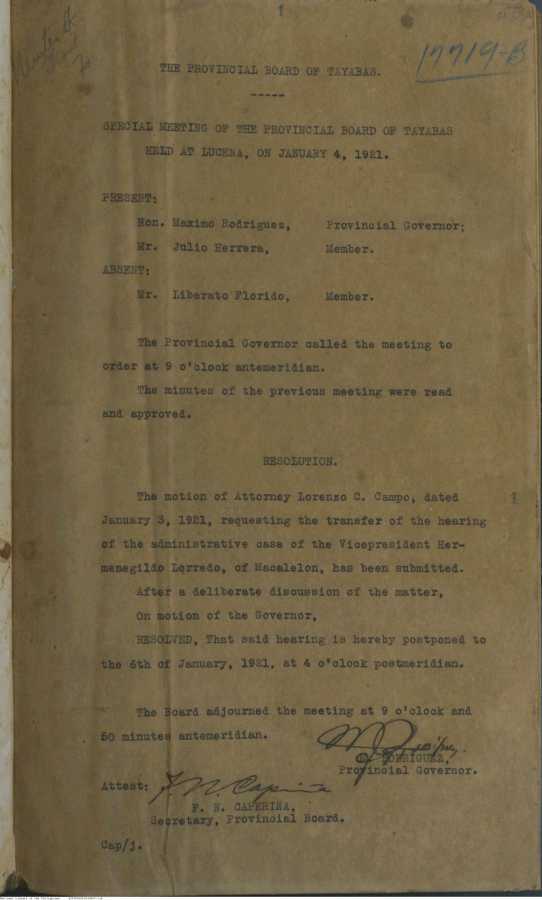 1
17719-B
THE PROVINCIAL BOARD OF TAYABAS.
-----
SPECIAL MEETING OF THE PROVINCIAL BOARD OF TAYABAS
HELD AT LUCENA, ON JANUARY 4, 1921.
PRESENT:
Hon. Maximo Rodriguez, Provincial Governor;
Mr. Julio Herrera, Member.
ABSENT:
Mr. Liberato Florido, Member.
The Provincial Governor called the meeting to
order at 9 o'clock antemeridian.
The minutes of the previous meeting were read
and approved.
RESOLUTION.
The motion of Attorney Lorenzo C. Campo, dated
January 3, 1921, requesting the transfer of the hearing
of the administrative case of the Vicepresident Her-
menegildo Lorredo, of Macalelon, has been submitted.
After a deliberate discussion of the matter,
On motion of the Governor,
RESOLVED, That said hearing is hereby postponed to
the 6th of January, 1921, at 4 o'clock postmeridian.
The Board adjourned the meeting at 9 o'clock and
50 minutes antemeridian.
RODRIGUEZ,
Provincial Governor.
Attest: F. N. Caperiña
F. N. CAPERINA,
Secretary, Provincial Board.
Cap/j.
National Library of the Philippines